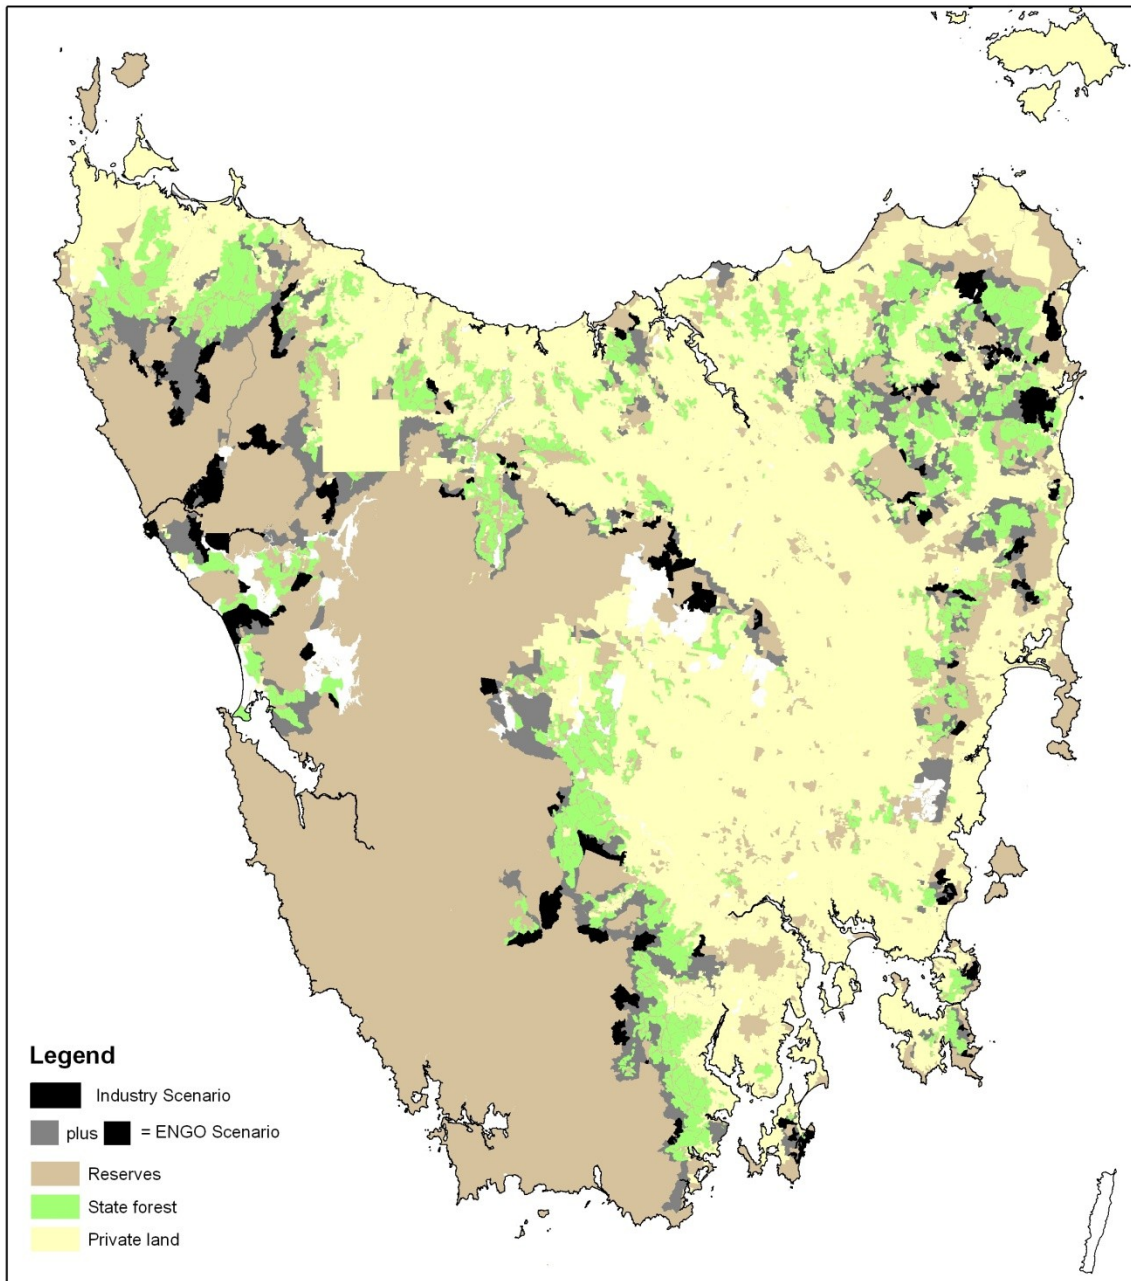 Legend
Industry Scenario
plus = ENGO Scenario
Reserves
State forest
Private land